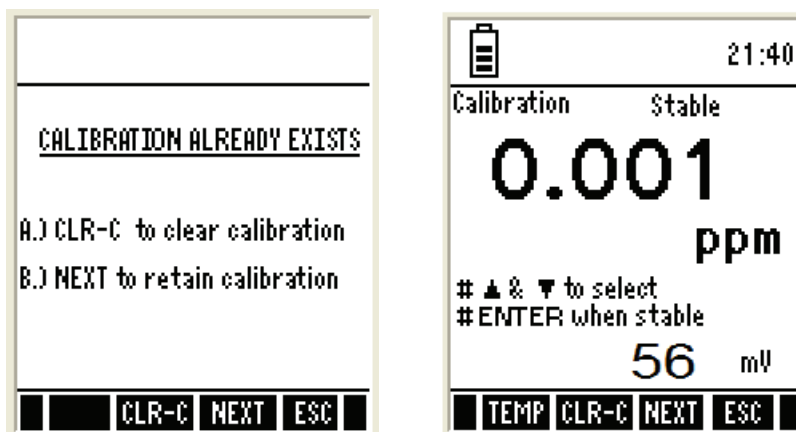 CALIBRATION ALREADY EXISTS
A.) CLR-C to clear calibration
B.) NEXT to retain calibration
CLR-C NEXT ESC
21:40
Calibration Stable
0.001
ppm
# ▲ & ▼ to select
# ENTER when stable
56 mV
TEMP CLR-C NEXT ESC